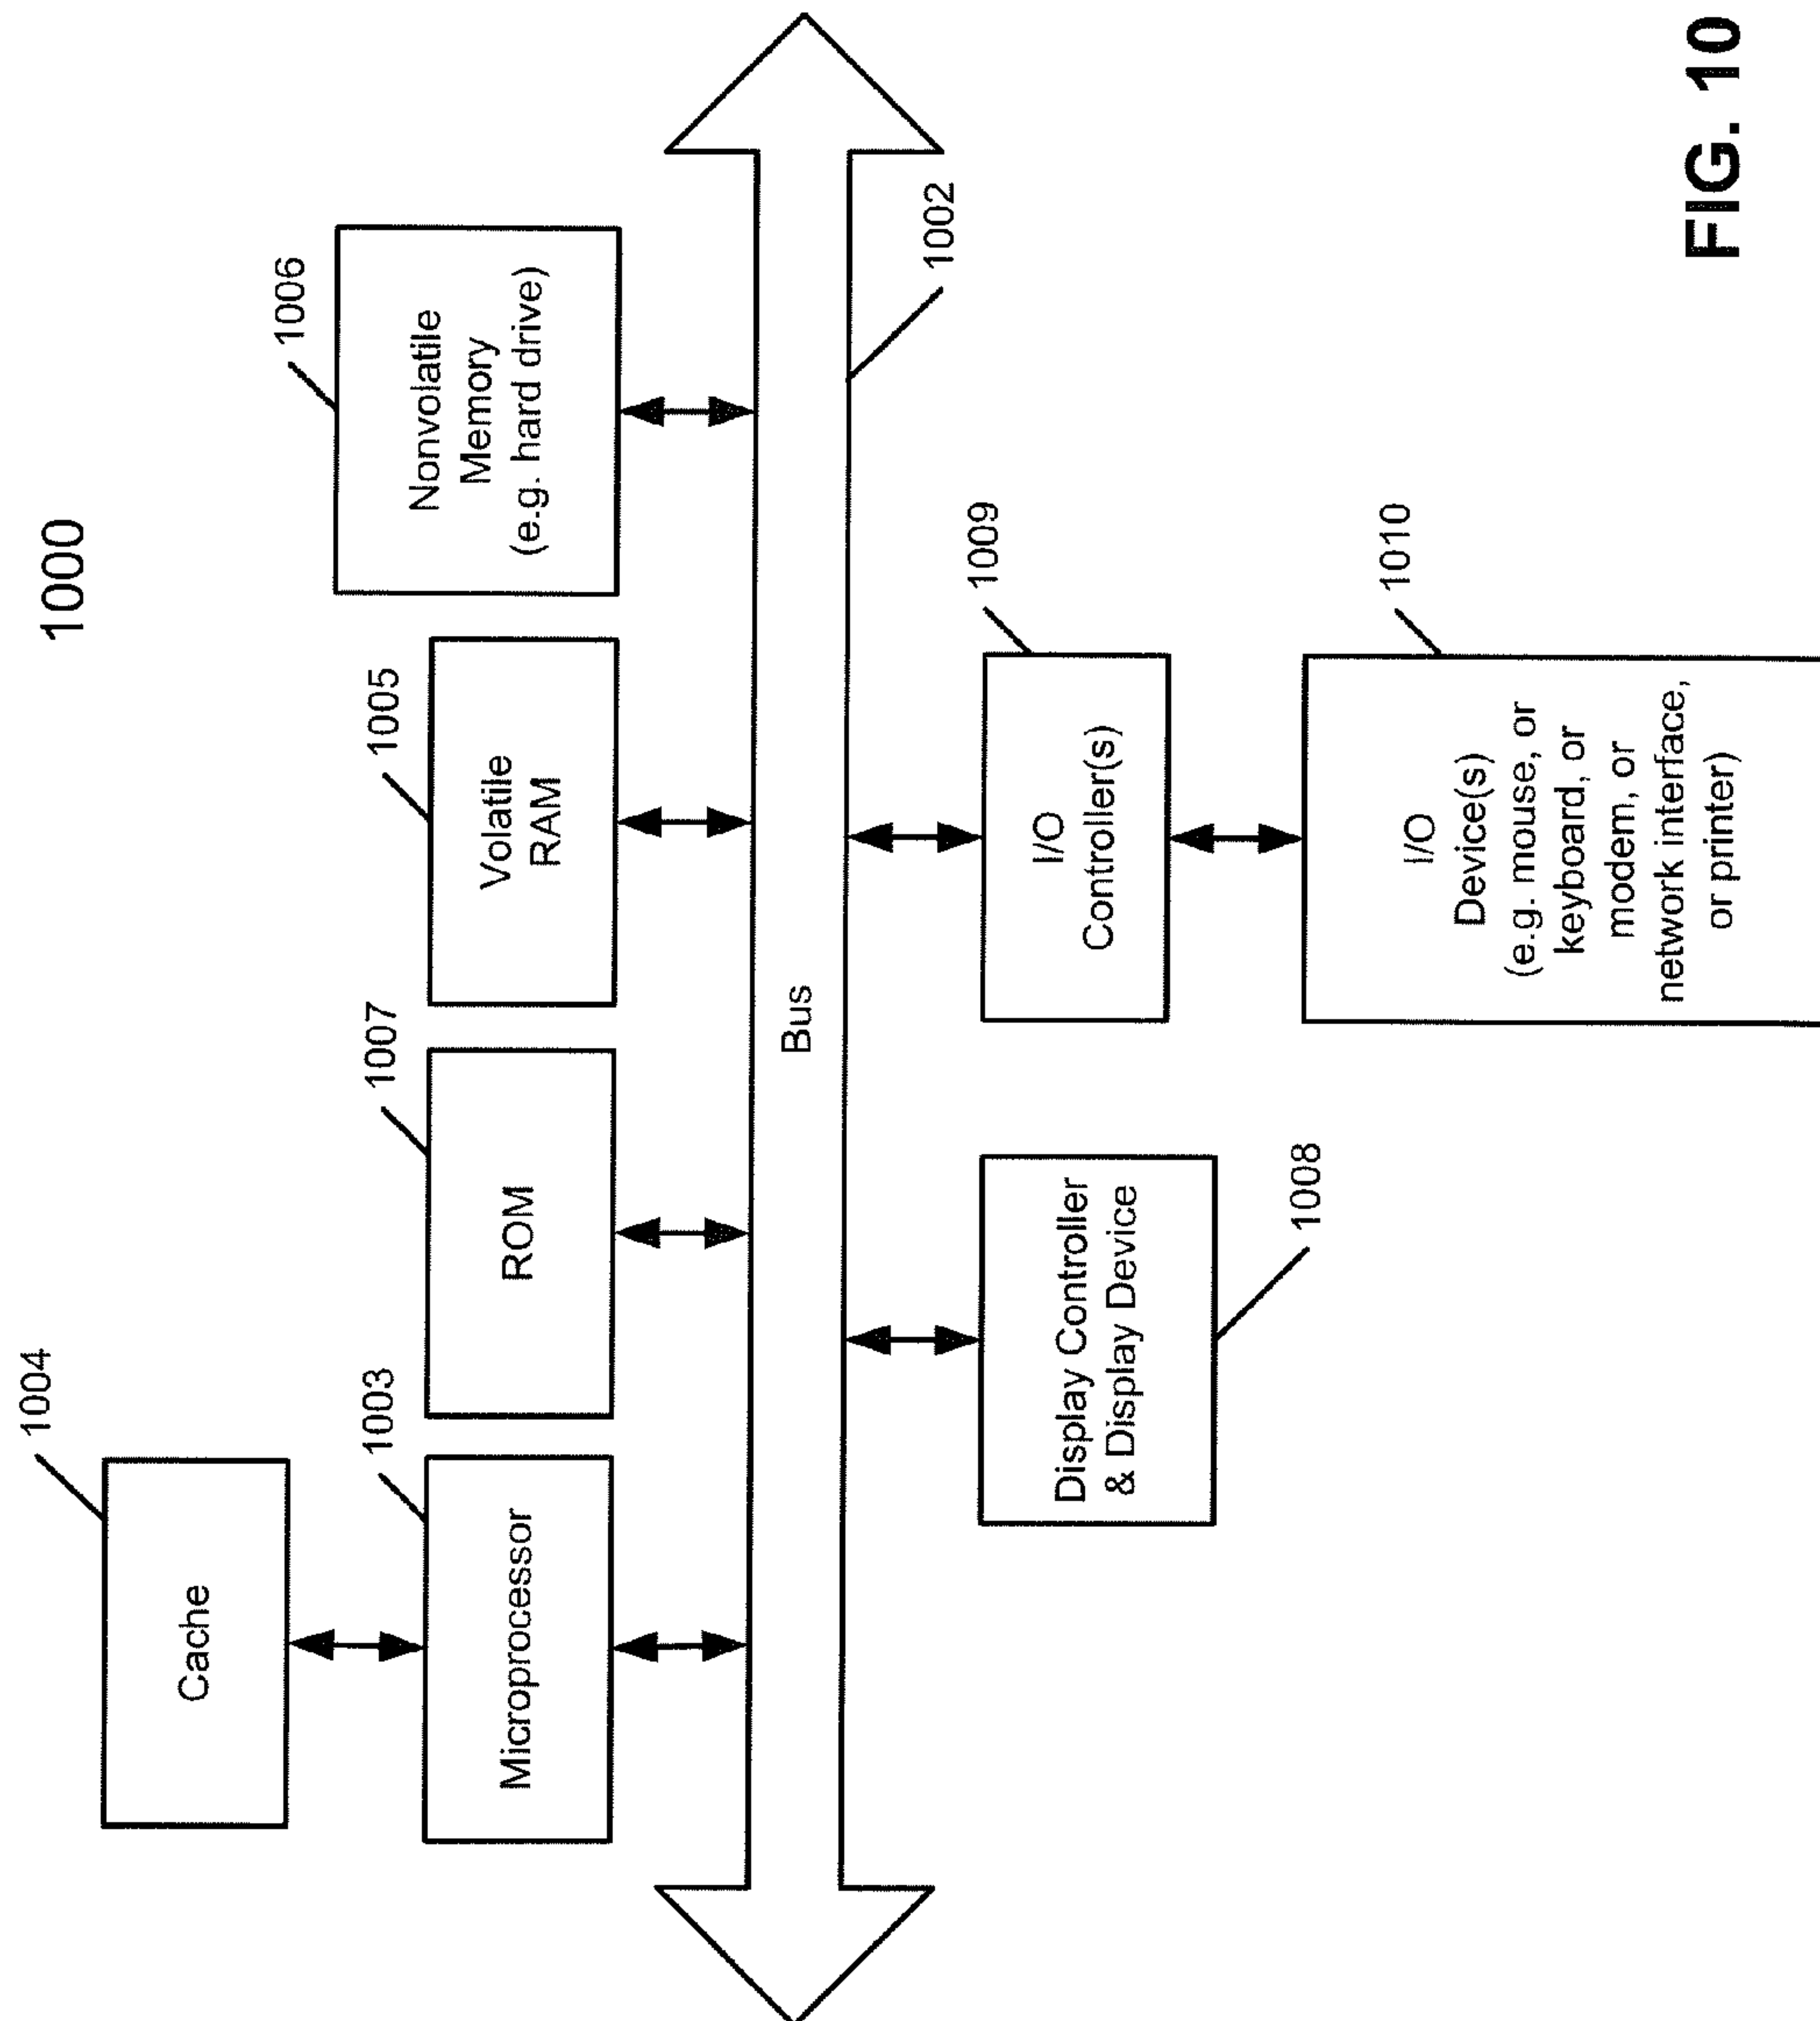 1000
1004
Cache
1003
Microprocessor
1007
ROM
1005
Volatile
RAM
1006
Nonvolatile
Memory
(e.g. hard drive)
Bus
1002
Display Controller
& Display Device
1008
I/O
Controller(s)
1009
I/O
Device(s)
(e.g. mouse, or
keyboard, or
modem, or
network interface,
or printer)
1010
FIG. 10